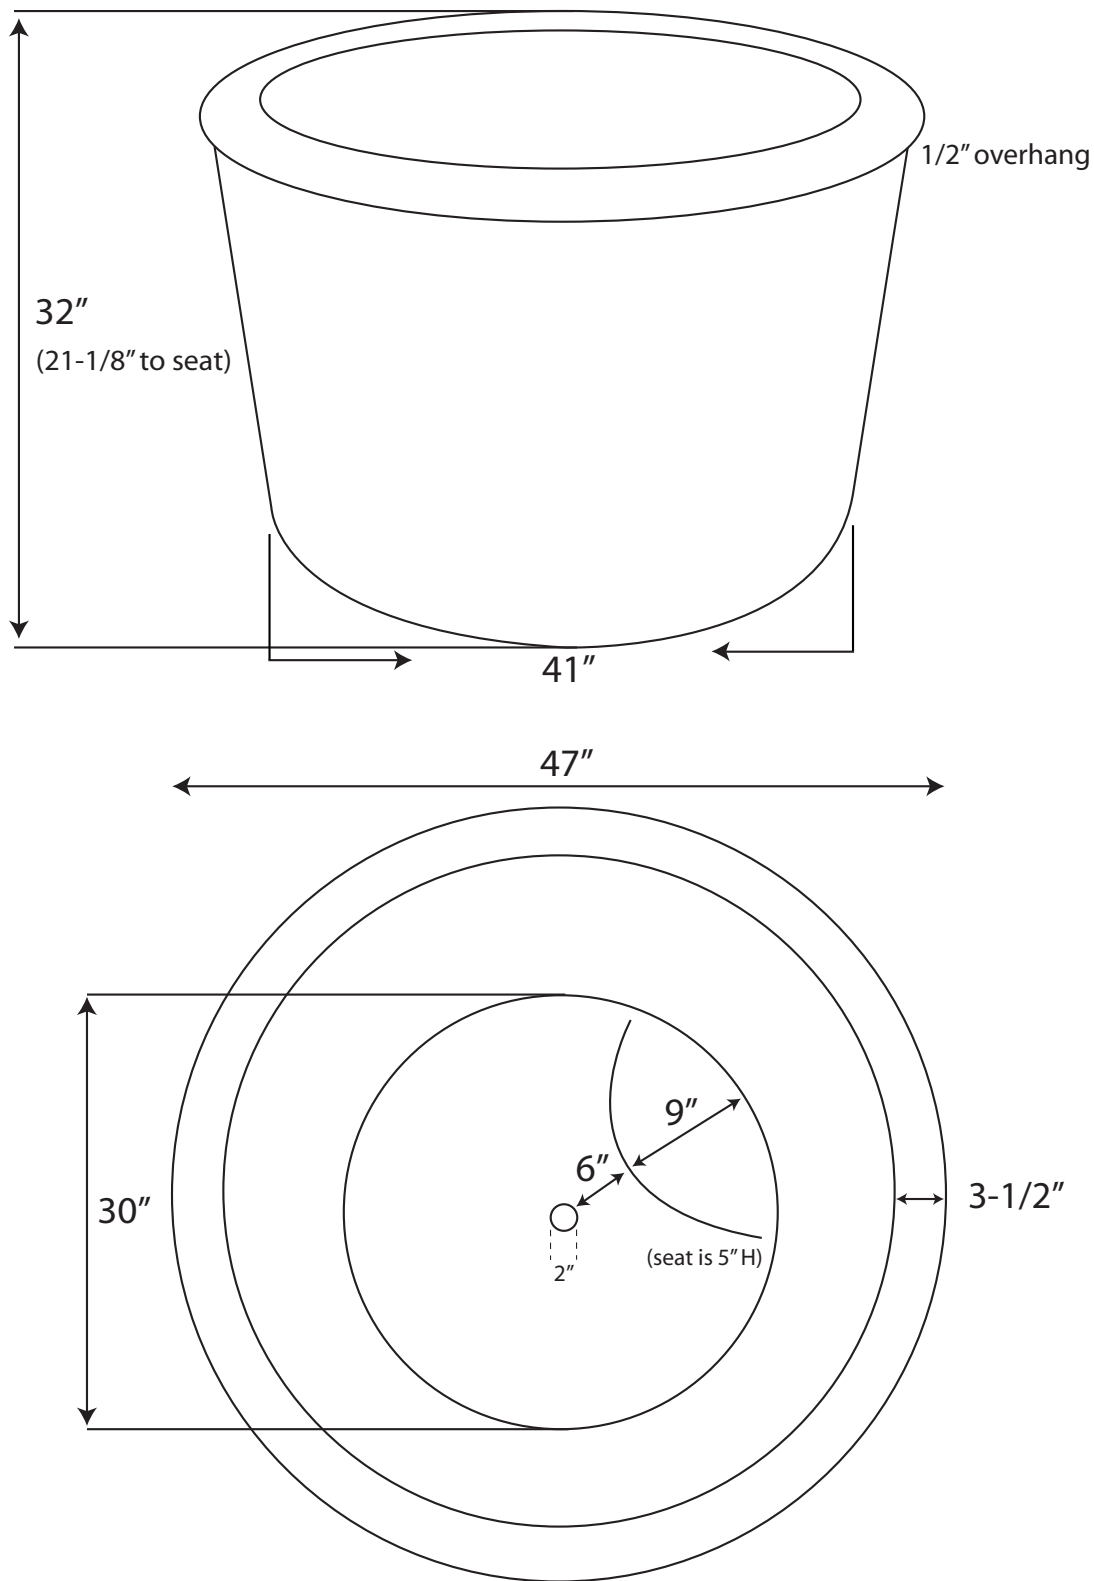 1/2” overhang
32”
(21-1/8” to seat)
41”
47”
9”
6”
30”
3-1/2”
(seat is 5” H)
2”